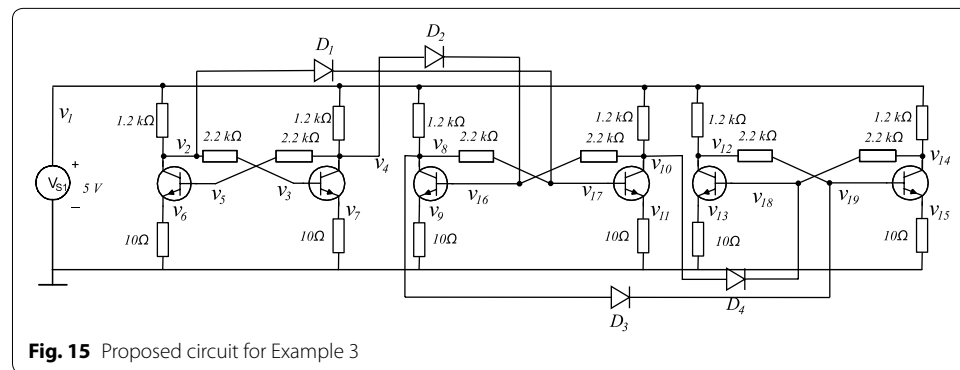 D1
D2
v1
1.2 kΩ
1.2 kΩ
1.2 kΩ
1.2 kΩ
1.2 kΩ
1.2 kΩ
2.2 kΩ
2.2 kΩ
2.2 kΩ
2.2 kΩ
2.2 kΩ
2.2 kΩ
v2
v4
v8
v10
v12
v14
+
VS1
5 V
–
v6
v5
v3
v7
v9
v16
v17
v11
v13
v18
v19
v15
10Ω
10Ω
10Ω
10Ω
10Ω
10Ω
D3
D4
Fig. 15 Proposed circuit for Example 3